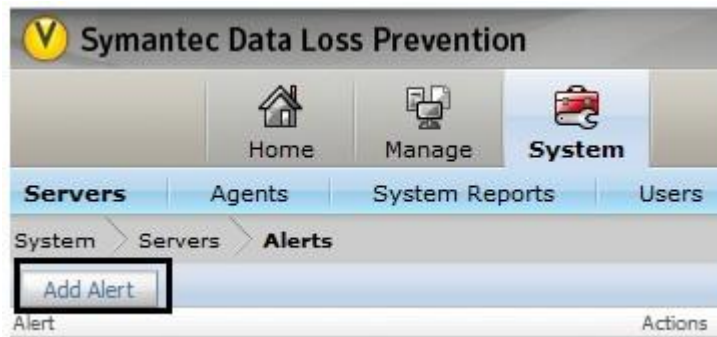 Symantec Data Loss Prevention
Home Manage System
Servers Agents System Reports Users
System Servers Alerts
Add Alert
Alert Actions